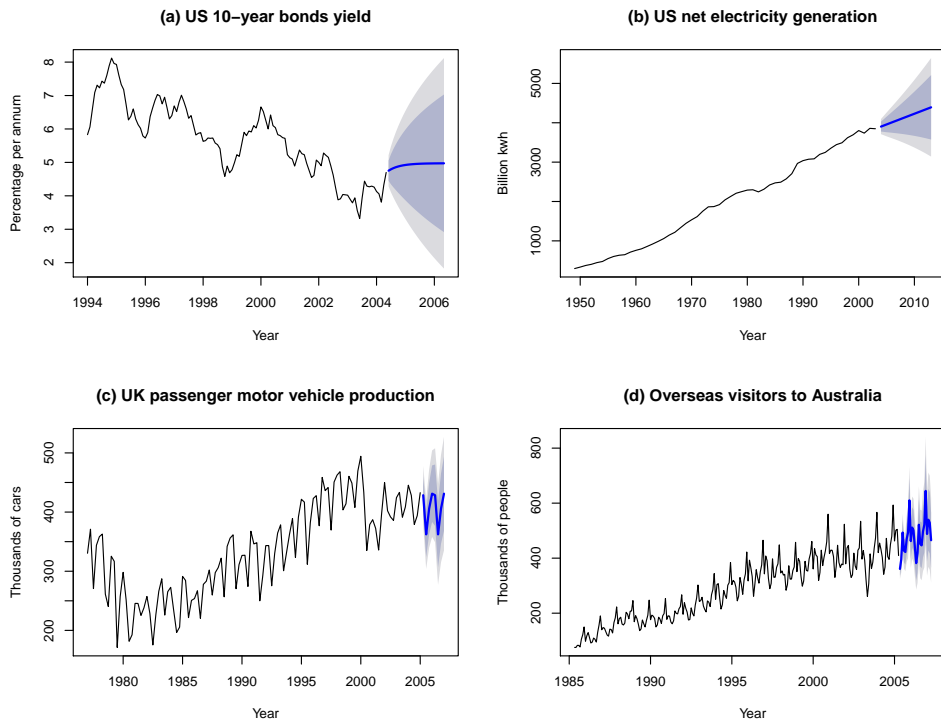 (a) US 10−year bonds yield
Percentage per annum
8
7
6
5
4
3
2
1994 1996 1998 2000 2002 2004 2006
Year
(b) US net electricity generation
Billion kwh
5000
3000
1000
1950 1960 1970 1980 1990 2000 2010
Year
(c) UK passenger motor vehicle production
Thousands of cars
500
400
300
200
1980 1985 1990 1995 2000 2005
Year
(d) Overseas visitors to Australia
Thousands of people
800
600
400
200
1985 1990 1995 2000 2005
Year